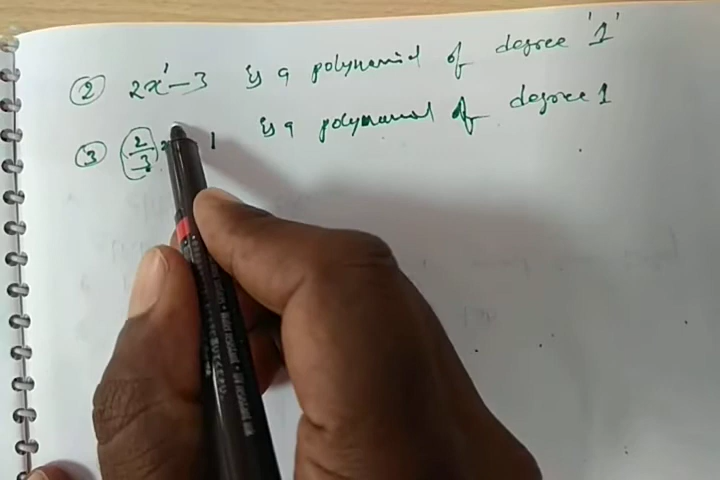 ② 2x¹ - 3 is a polynomial of degree '1'
③ (2/3)x 1 is a polynomial of degree 1